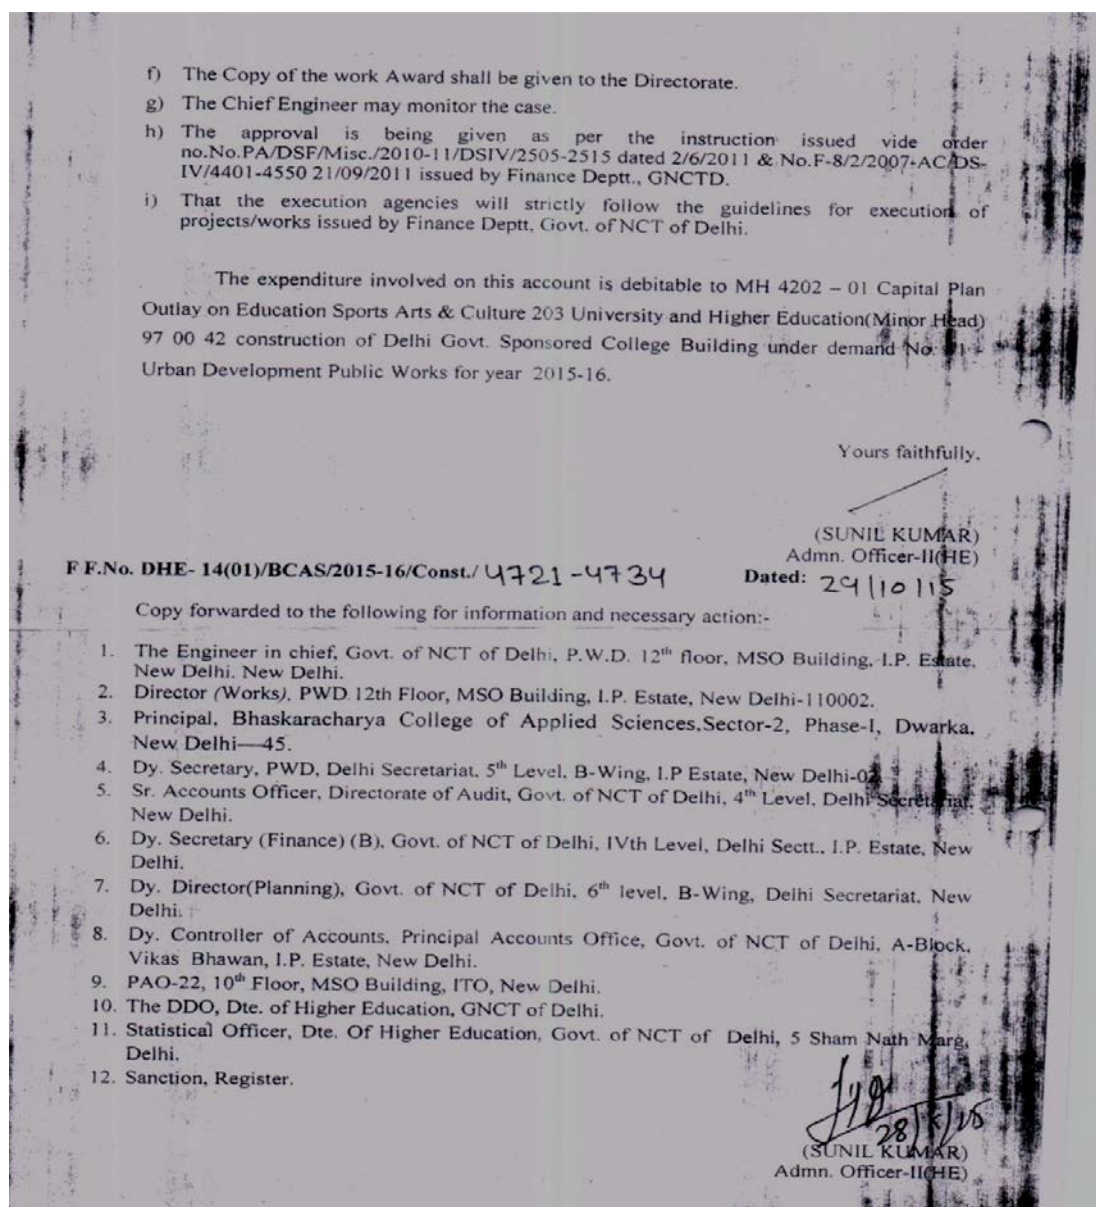 f) The Copy of the work Award shall be given to the Directorate.
g) The Chief Engineer may monitor the case.
h) The approval is being given as per the instruction issued vide order
no.No.PA/DSF/Misc./2010-11/DSIV/2505-2515 dated 2/6/2011 & No.F-8/2/2007-AC/DS-
IV/4401-4550 21/09/2011 issued by Finance Deptt., GNCTD.
i) That the execution agencies will strictly follow the guidelines for execution of
projects/works issued by Finance Deptt, Govt. of NCT of Delhi.
The expenditure involved on this account is debitable to MH 4202 – 01 Capital Plan
Outlay on Education Sports Arts & Culture 203 University and Higher Education(Minor Head)
97 00 42 construction of Delhi Govt. Sponsored College Building under demand No. -
Urban Development Public Works for year 2015-16.
Yours faithfully,
(SUNIL KUMAR)
Admn. Officer-II(HE)
F F.No. DHE- 14(01)/BCAS/2015-16/Const./ 4721-4734 Dated: 29/10/15
Copy forwarded to the following for information and necessary action:-
1. The Engineer in chief, Govt. of NCT of Delhi, P.W.D. 12th floor, MSO Building, I.P. Estate,
New Delhi. New Delhi.
2. Director (Works), PWD 12th Floor, MSO Building, I.P. Estate, New Delhi-110002.
3. Principal, Bhaskaracharya College of Applied Sciences,Sector-2, Phase-I, Dwarka,
New Delhi—45.
4. Dy. Secretary, PWD, Delhi Secretariat, 5th Level, B-Wing, I.P Estate, New Delhi-02
5. Sr. Accounts Officer, Directorate of Audit, Govt. of NCT of Delhi, 4th Level, Delhi Secretariat,
New Delhi.
6. Dy. Secretary (Finance) (B), Govt. of NCT of Delhi, IVth Level, Delhi Sectt., I.P. Estate, New
Delhi.
7. Dy. Director(Planning), Govt. of NCT of Delhi, 6th level, B-Wing, Delhi Secretariat, New
Delhi.
8. Dy. Controller of Accounts, Principal Accounts Office, Govt. of NCT of Delhi, A-Block,
Vikas Bhawan, I.P. Estate, New Delhi.
9. PAO-22, 10th Floor, MSO Building, ITO, New Delhi.
10. The DDO, Dte. of Higher Education, GNCT of Delhi.
11. Statistical Officer, Dte. Of Higher Education, Govt. of NCT of Delhi, 5 Sham Nath Marg,
Delhi.
12. Sanction, Register.
(SUNIL KUMAR)
Admn. Officer-II(HE)